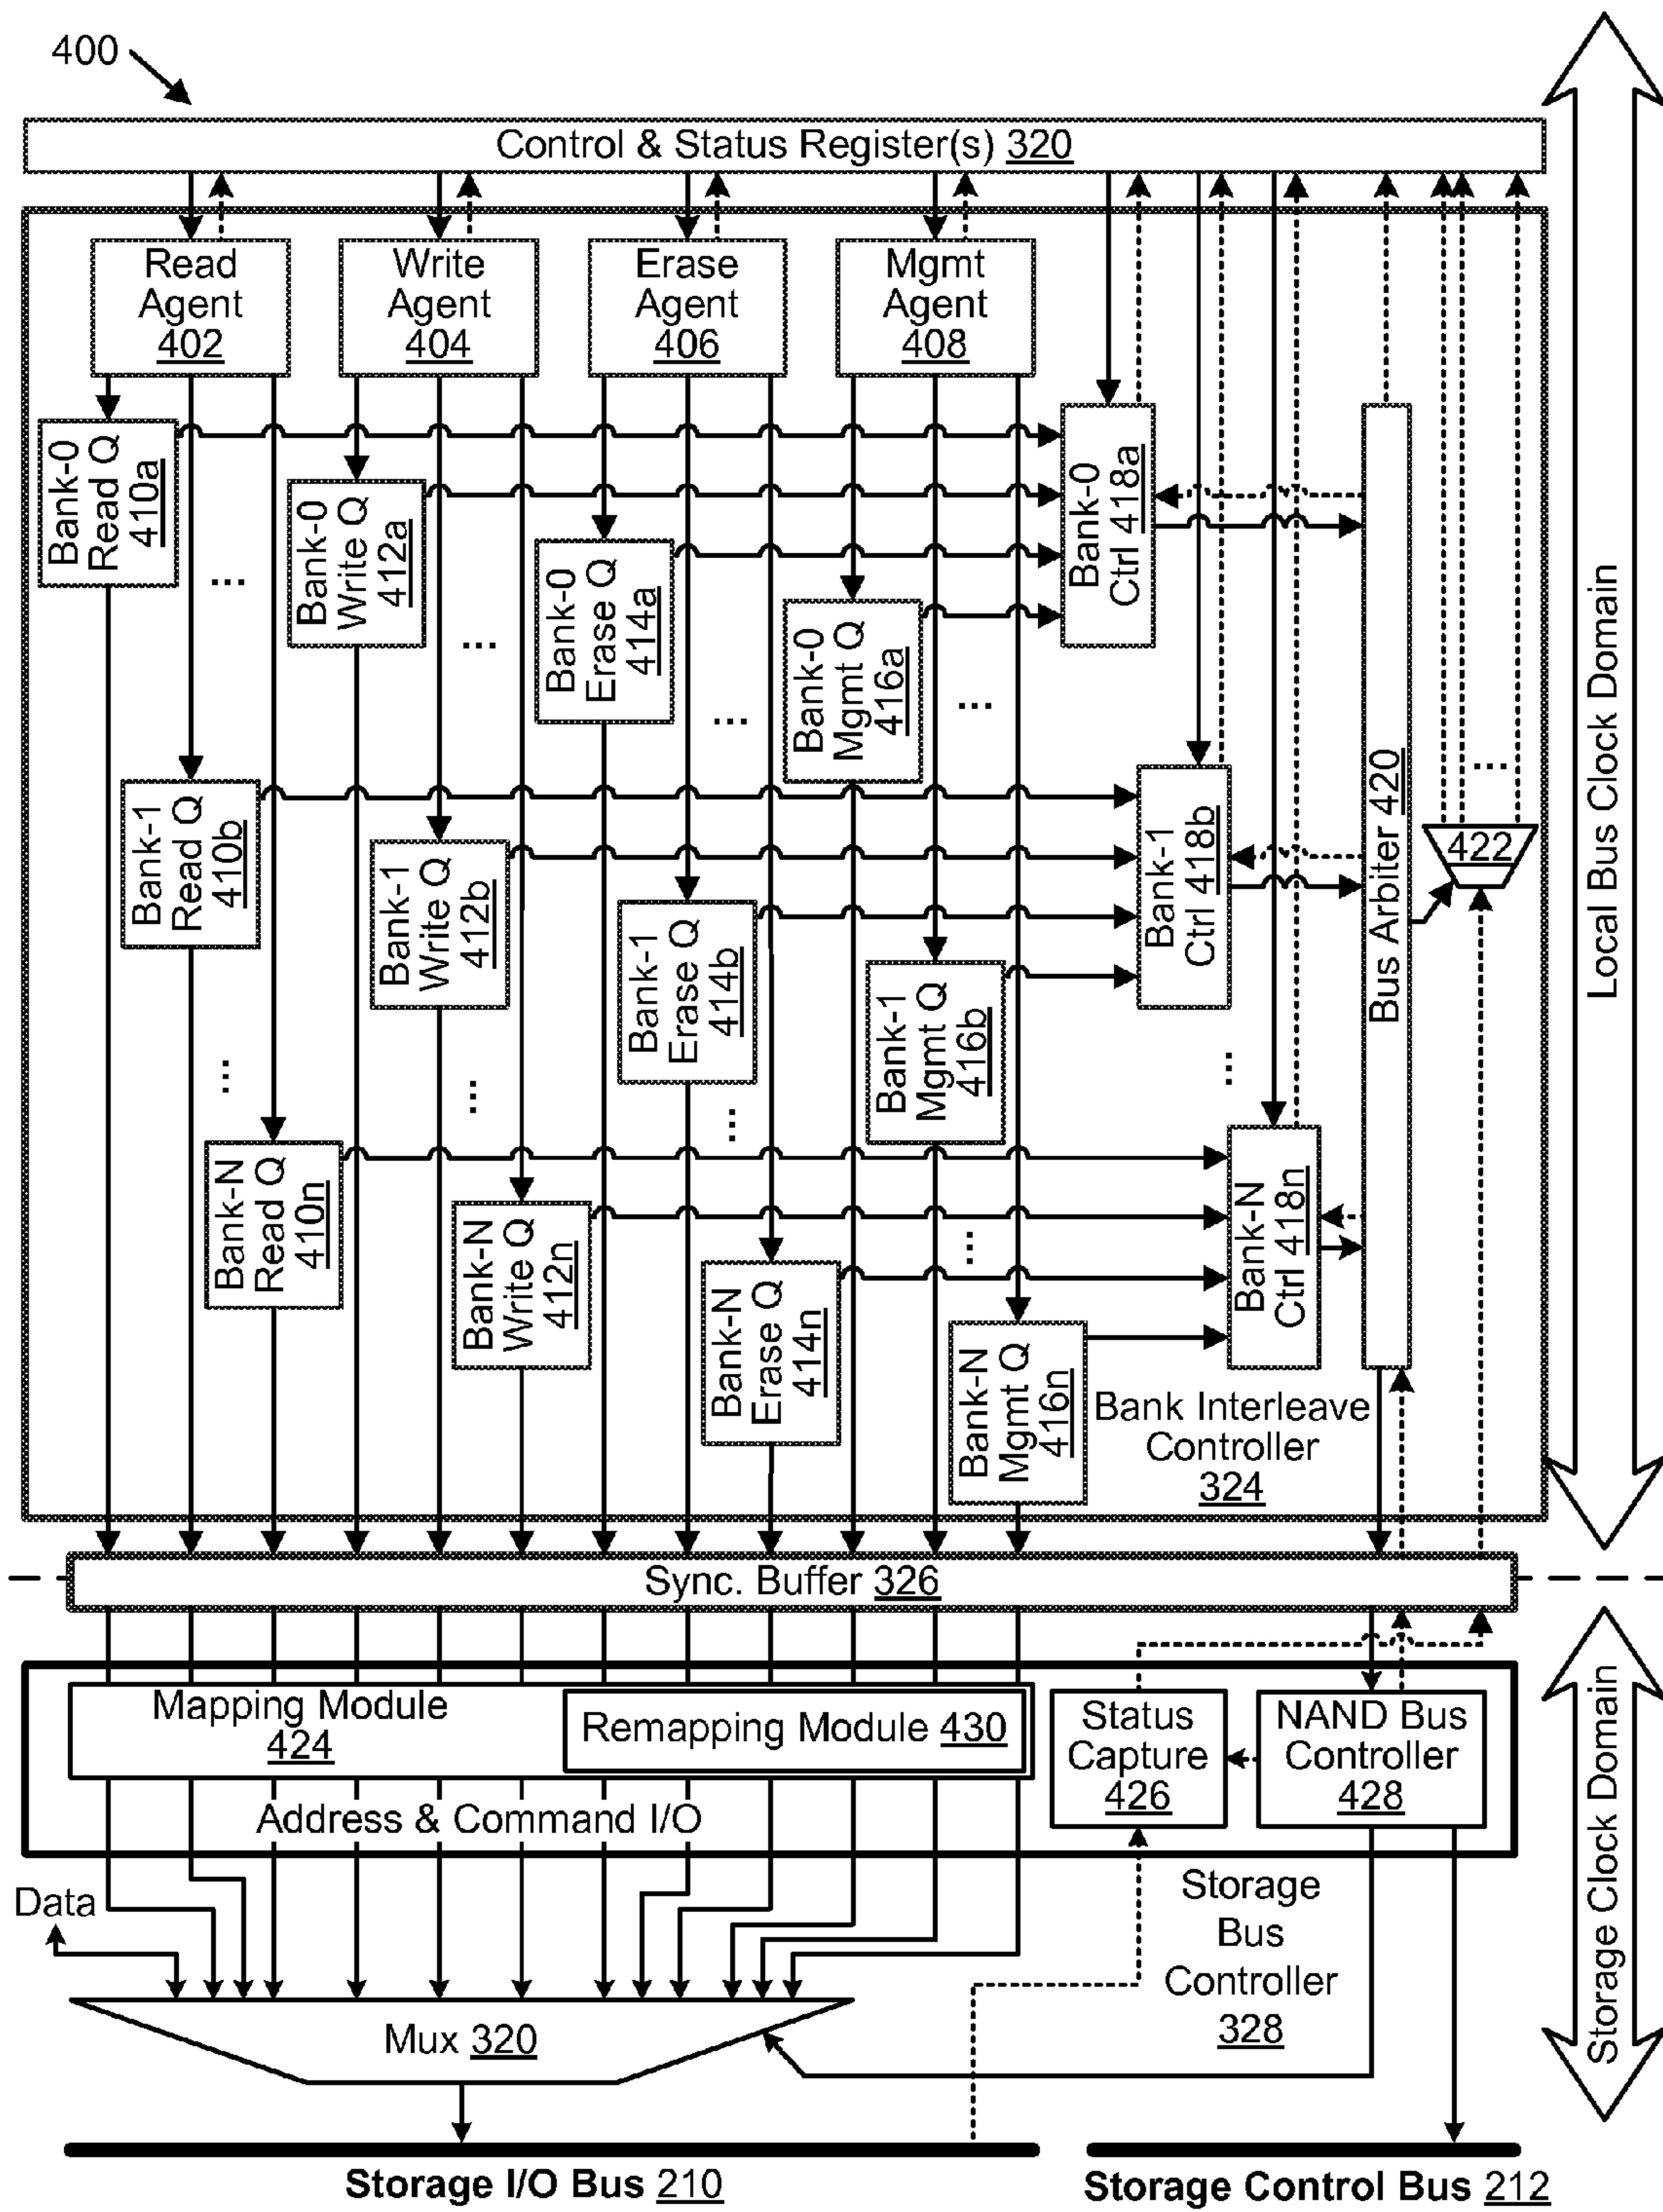 400
Control & Status Register(s) 320
Read
Agent
402
Write
Agent
404
Erase
Agent
406
Mgmt
Agent
408
Bank-0
Read Q
410a
Bank-0
Write Q
412a
Bank-0
Erase Q
414a
Bank-0
Mgmt Q
416a
Bank-0
Ctrl 418a
...
...
...
...
Bank-1
Read Q
410b
Bank-1
Write Q
412b
Bank-1
Erase Q
414b
Bank-1
Mgmt Q
416b
Bank-1
Ctrl 418b
Bus Arbiter 420
...
422
Local Bus Clock Domain
...
...
...
...
...
Bank-N
Read Q
410n
Bank-N
Write Q
412n
Bank-N
Erase Q
414n
Bank-N
Mgmt Q
416n
Bank-N
Ctrl 418n
Bank Interleave
Controller
324
Sync. Buffer 326
Mapping Module
424
Remapping Module 430
Status
Capture
426
NAND Bus
Controller
428
Address & Command I/O
Storage Clock Domain
Data
Storage
Bus
Controller
328
Mux 320
Storage I/O Bus 210
Storage Control Bus 212